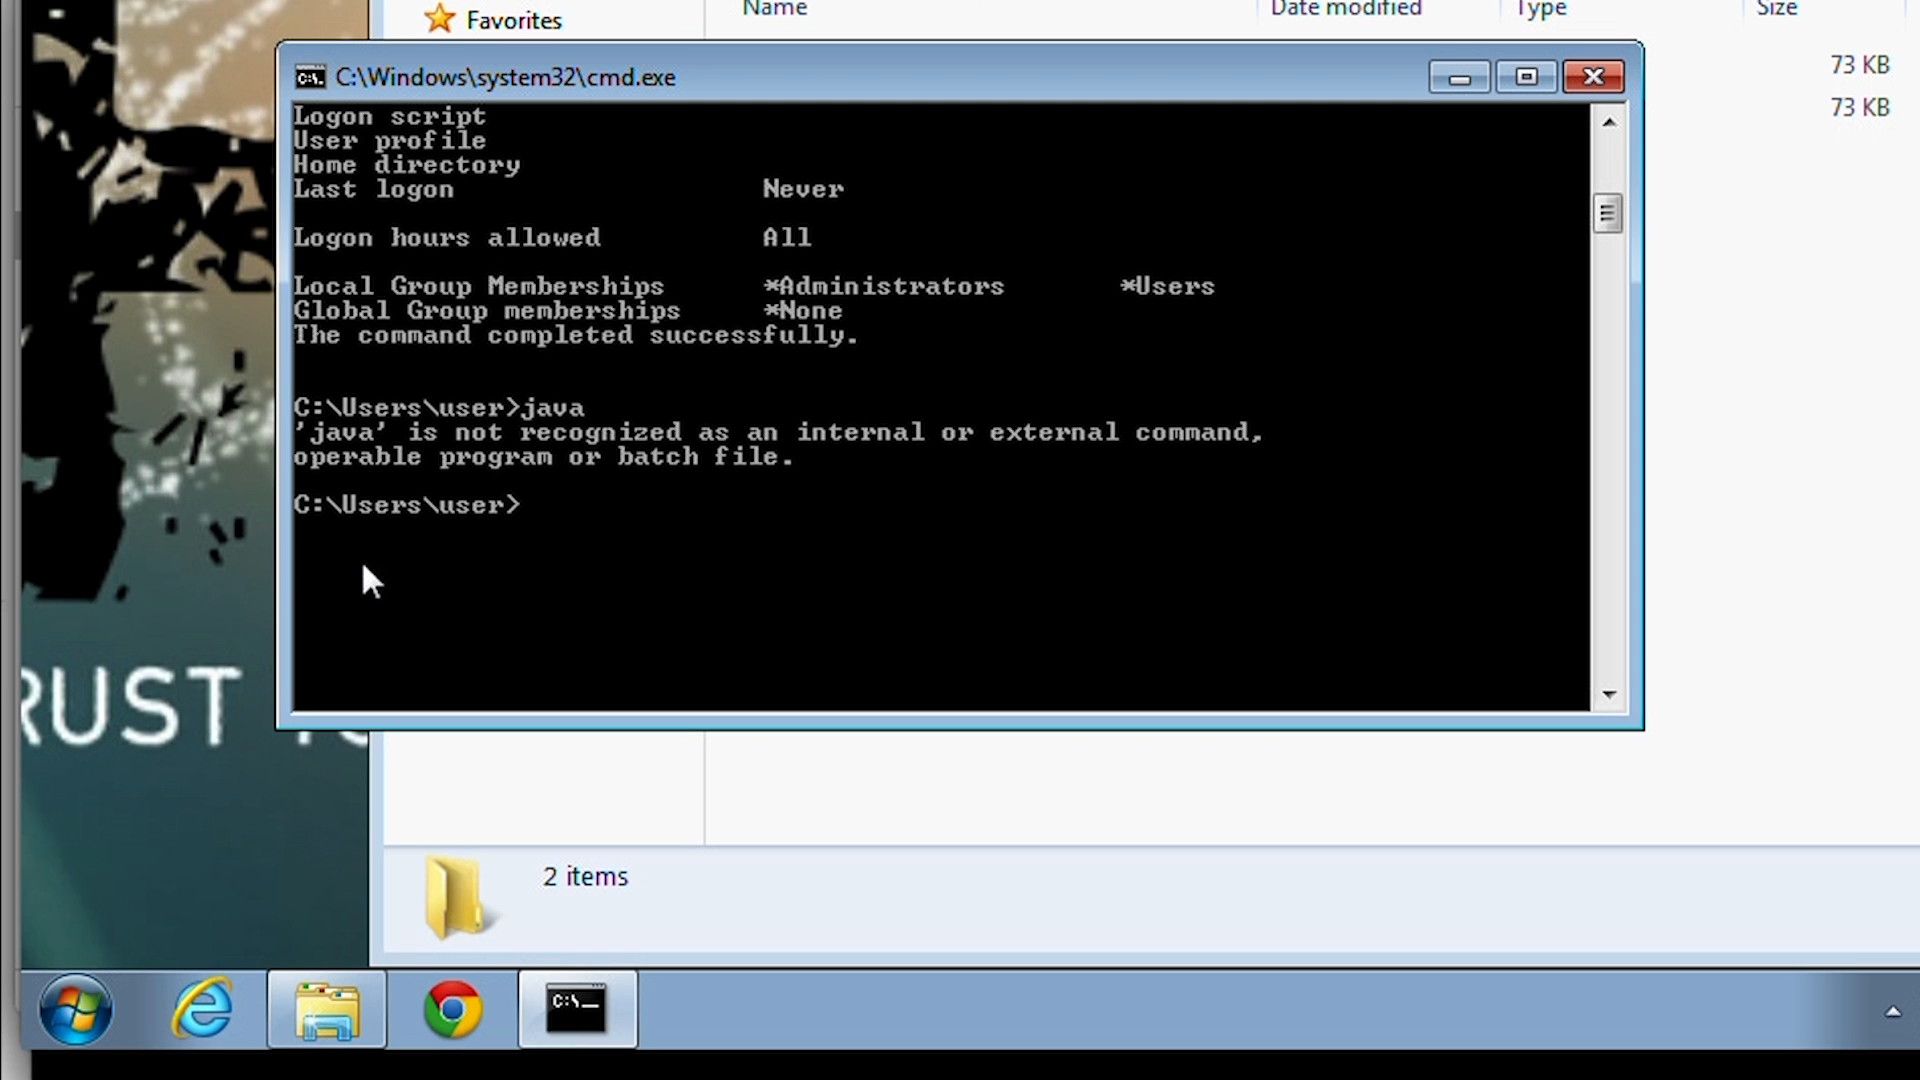 Favorites
Name Date modified Type Size
C:\Windows\system32\cmd.exe
73 KB
73 KB
Logon script
User profile
Home directory
Last logon Never
Logon hours allowed All
Local Group Memberships *Administrators *Users
Global Group memberships *None
The command completed successfully.
C:\Users\user>java
'java' is not recognized as an internal or external command,
operable program or batch file.
C:\Users\user>
RUST
2 items
C:\_